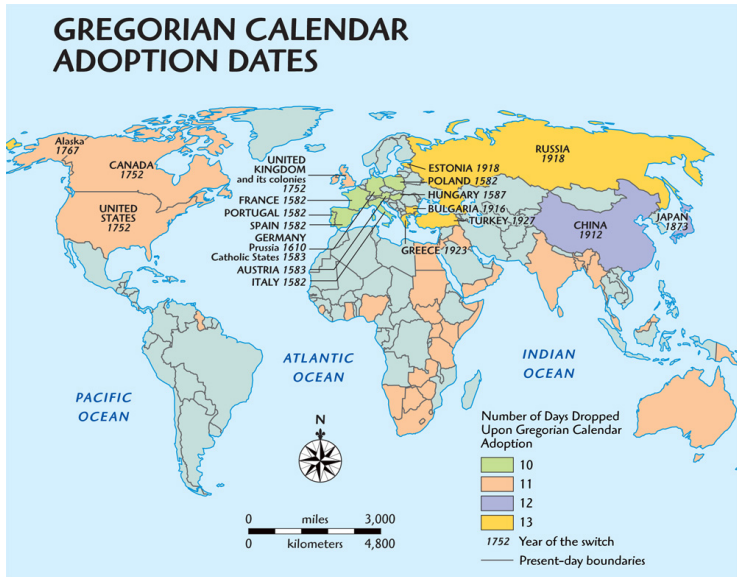 GREGORIAN CALENDAR
ADOPTION DATES
Alaska
1767
CANADA
1752
UNITED
STATES
1752
UNITED
KINGDOM
and its colonies
1752
FRANCE 1582
PORTUGAL 1582
SPAIN 1582
GERMANY
Prussia 1610
Catholic States 1583
AUSTRIA 1583
ITALY 1582
RUSSIA
1918
ESTONIA 1918
POLAND 1582
HUNGARY 1587
BULGARIA 1916
TURKEY 1927
GREECE 1923
CHINA
1912
JAPAN
1873
ATLANTIC
OCEAN
INDIAN
OCEAN
PACIFIC
OCEAN
N
0 miles 3,000
0 kilometers 4,800
Number of Days Dropped
Upon Gregorian Calendar
Adoption
10
11
12
13
1752 Year of the switch
Present-day boundaries